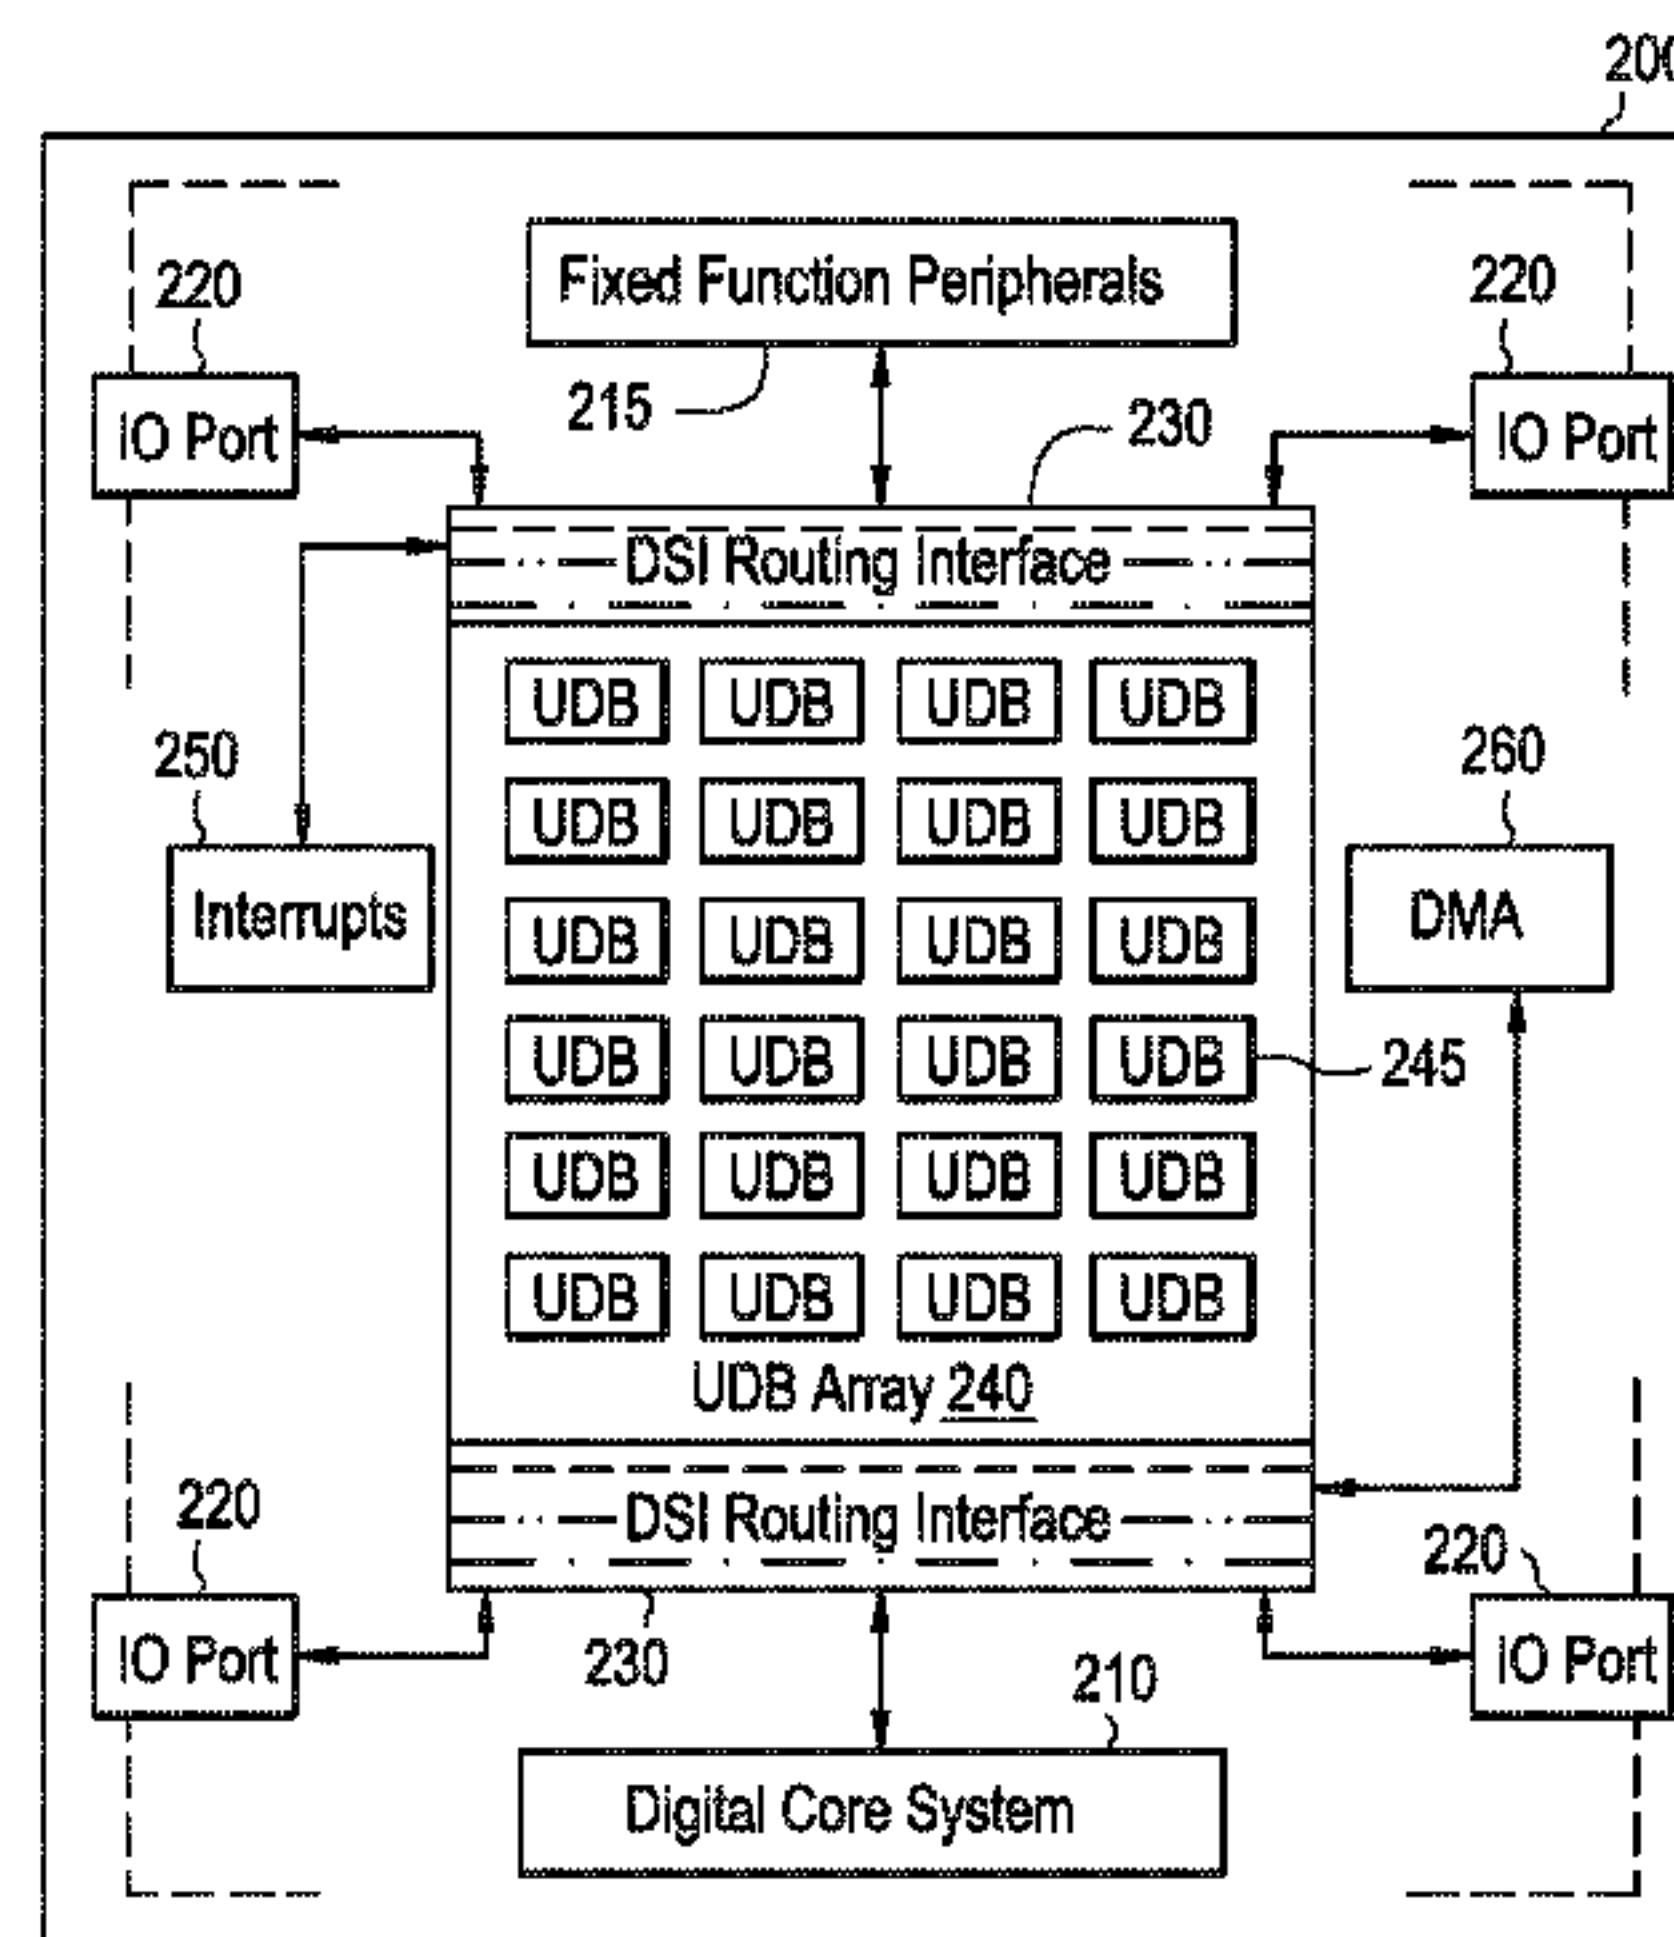 200
Fixed Function Peripherals
220
220
215
230
IO Port
IO Port
DSI Routing Interface
UDB UDB UDB UDB
250
260
UDB UDB UDB UDB
Interrupts
UDB UDB UDB UDB
DMA
UDB UDB UDB UDB
245
UDB UDB UDB UDB
UDB UDB UDB UDB
UDB Array 240
220
DSI Routing Interface
220
IO Port
230
210
IO Port
Digital Core System